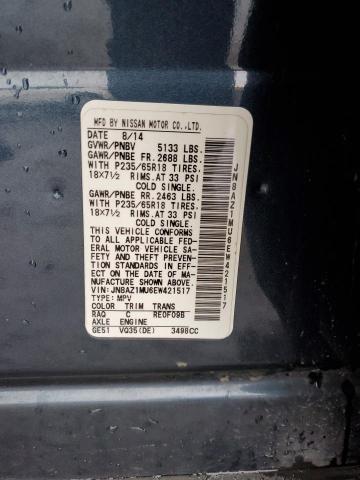 MFD BY NISSAN MOTOR CO.,LTD.
DATE 8/14
GVWR/PNBV 5133 LBS.
GAWR/PNBE FR. 2688 LBS.
WITH P235/65R18 TIRES,
18×7½ RIMS.AT 33 PSI
COLD SINGLE.
GAWR/PNBE RR. 2463 LBS.
WITH P235/65R18 TIRES,
18×7½ RIMS.AT 33 PSI
COLD SINGLE.
THIS VEHICLE CONFORMS
TO ALL APPLICABLE FED-
ERAL MOTOR VEHICLE SA-
FETY AND THEFT PREVEN-
TION STANDARDS IN EFF-
ECT ON THE DATE OF MA-
NUFACTURE SHOWN ABOVE.
VIN:JN8AZ1MU6EW421517
TYPE: MPV
COLOR TRIM TRANS
RAQ C RE0F09B
AXLE ENGINE
GE51 VQ35(DE) 3498CC
JN8AZ1MU6EW421517